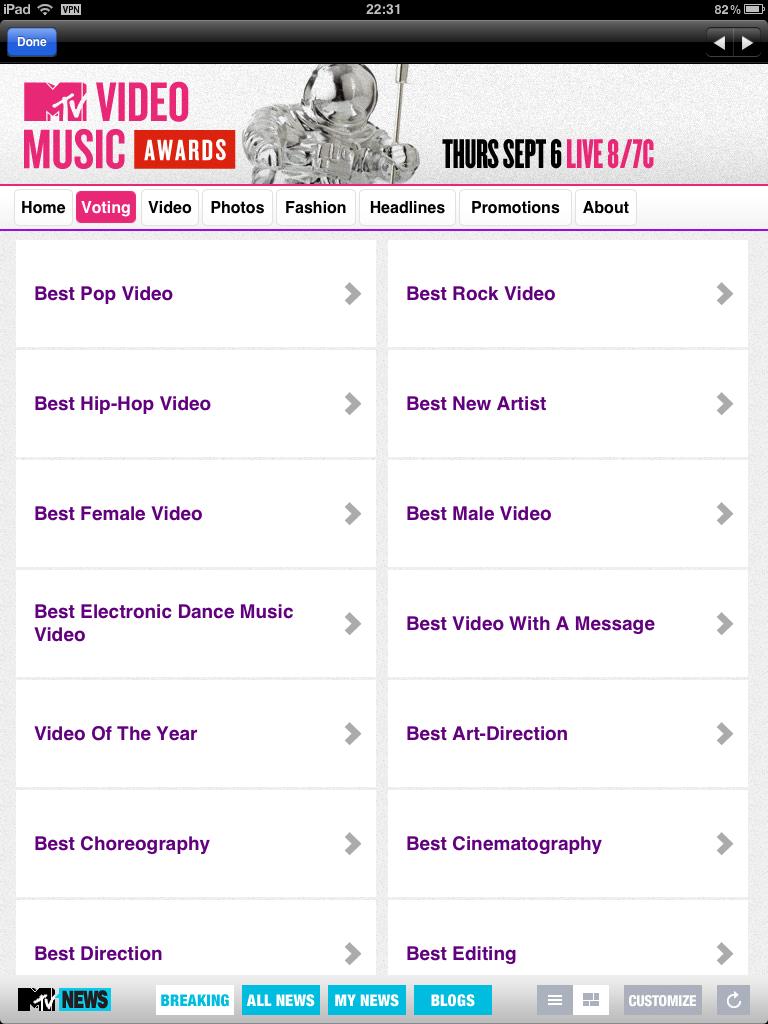 iPad VPN 22:31 82%
Done
MTV VIDEO
MUSIC AWARDS THURS SEPT 6 LIVE 8/7C
Home Voting Video Photos Fashion Headlines Promotions About
Best Pop Video Best Rock Video
Best Hip-Hop Video Best New Artist
Best Female Video Best Male Video
Best Electronic Dance Music
Video
Best Video With A Message
Video Of The Year Best Art-Direction
Best Choreography Best Cinematography
Best Direction Best Editing
MTV NEWS BREAKING ALL NEWS MY NEWS BLOGS CUSTOMIZE